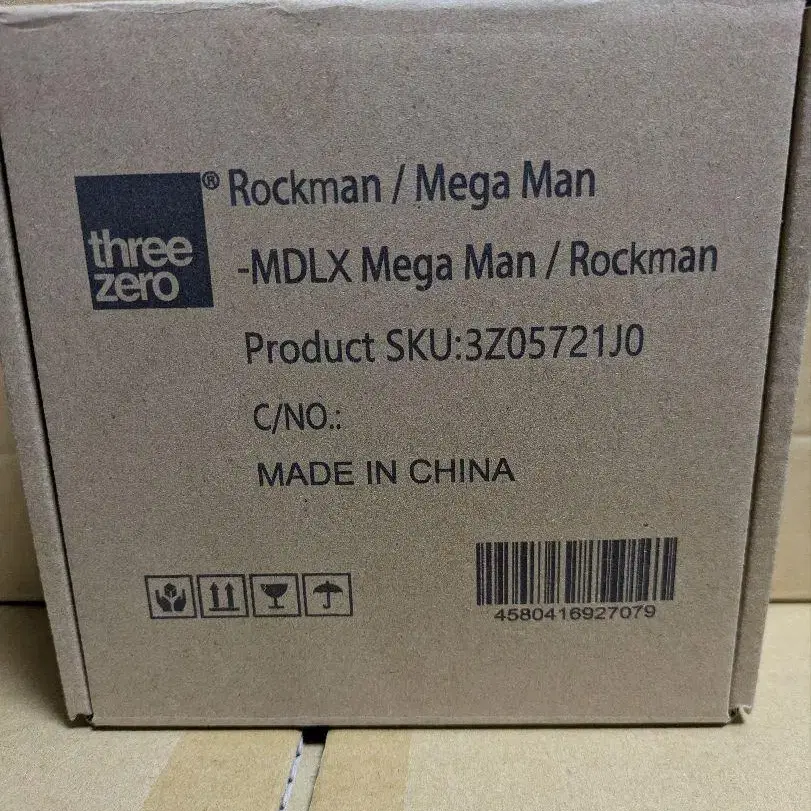 three
zero
® Rockman / Mega Man
-MDLX Mega Man / Rockman
Product SKU:3Z05721J0
C/NO.:
MADE IN CHINA
4580416927079